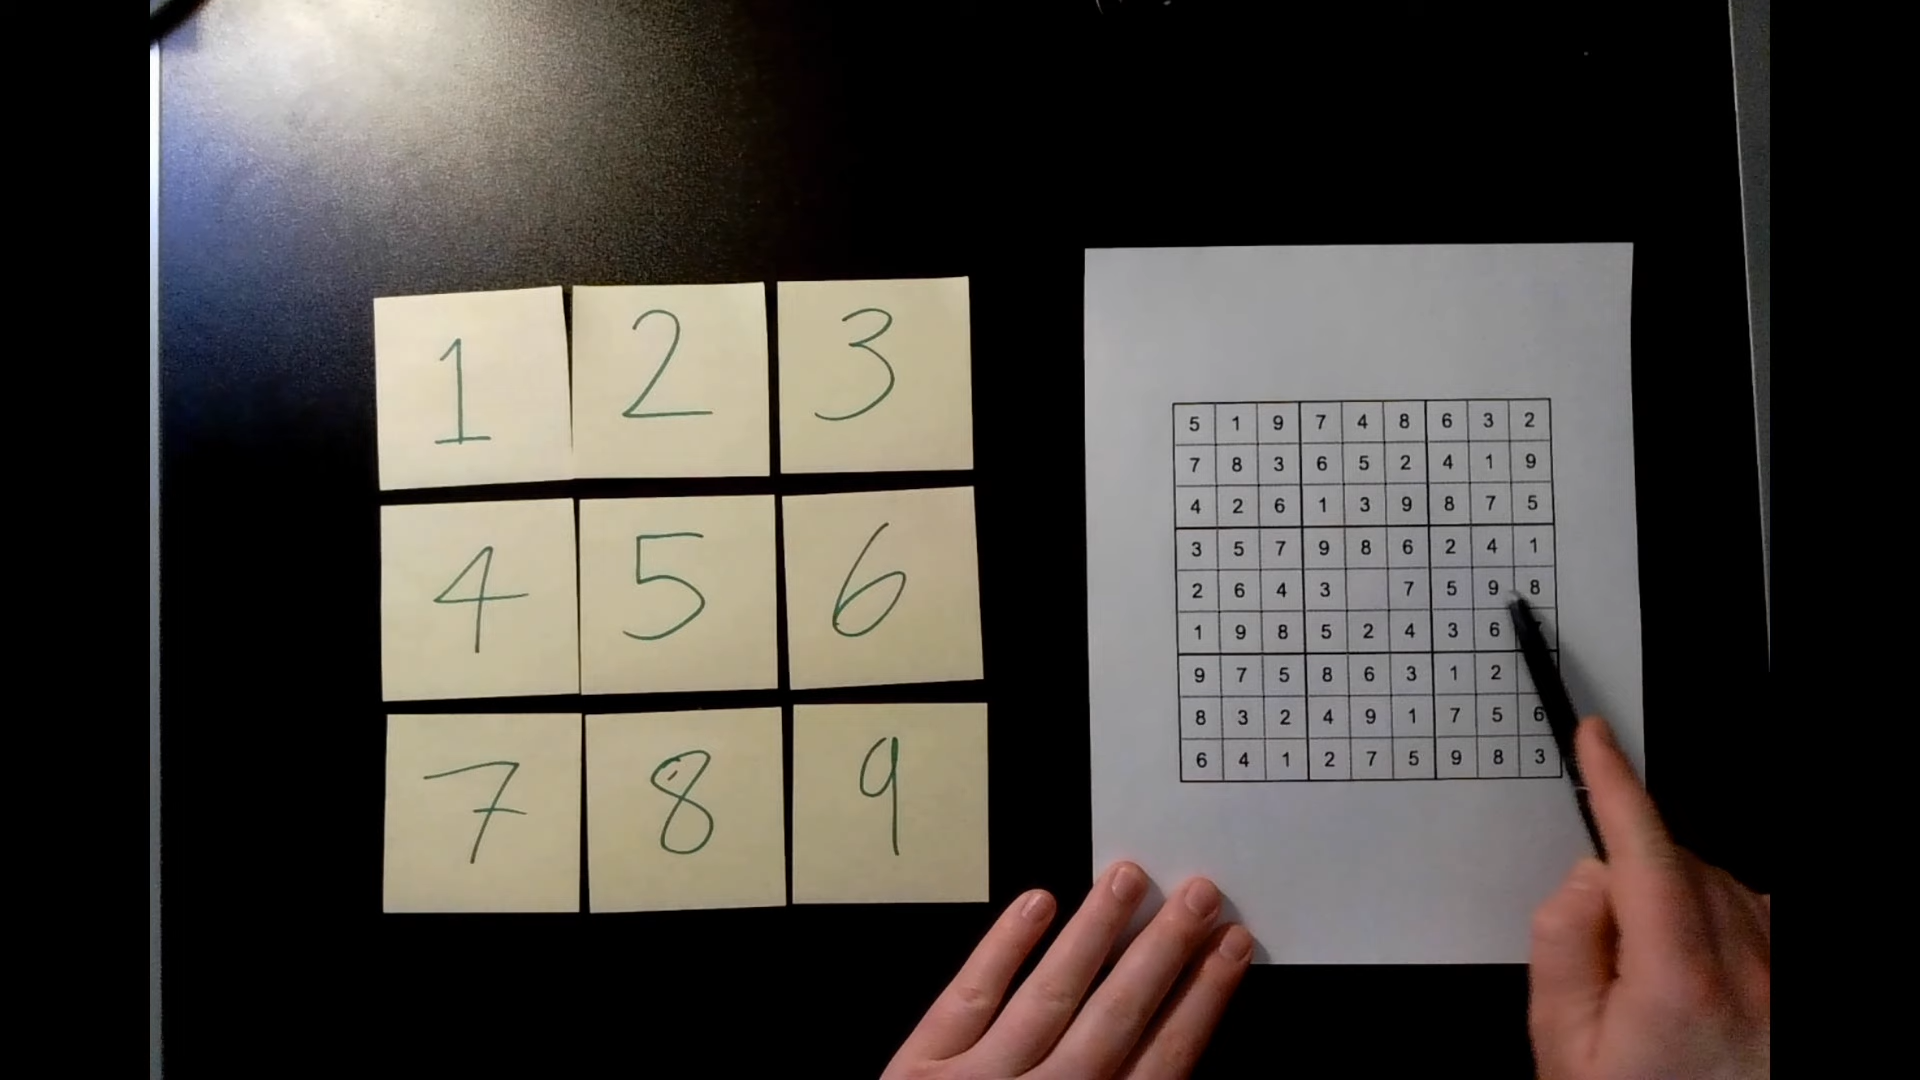 1 2 3
4 5 6
7 8 9
5 1 9 7 4 8 6 3 2
7 8 3 6 5 2 4 1 9
4 2 6 1 3 9 8 7 5
3 5 7 9 8 6 2 4 1
2 6 4 3 7 5 9 8
1 9 8 5 2 4 3 6
9 7 5 8 6 3 1 2
8 3 2 4 9 1 7 5 6
6 4 1 2 7 5 9 8 3